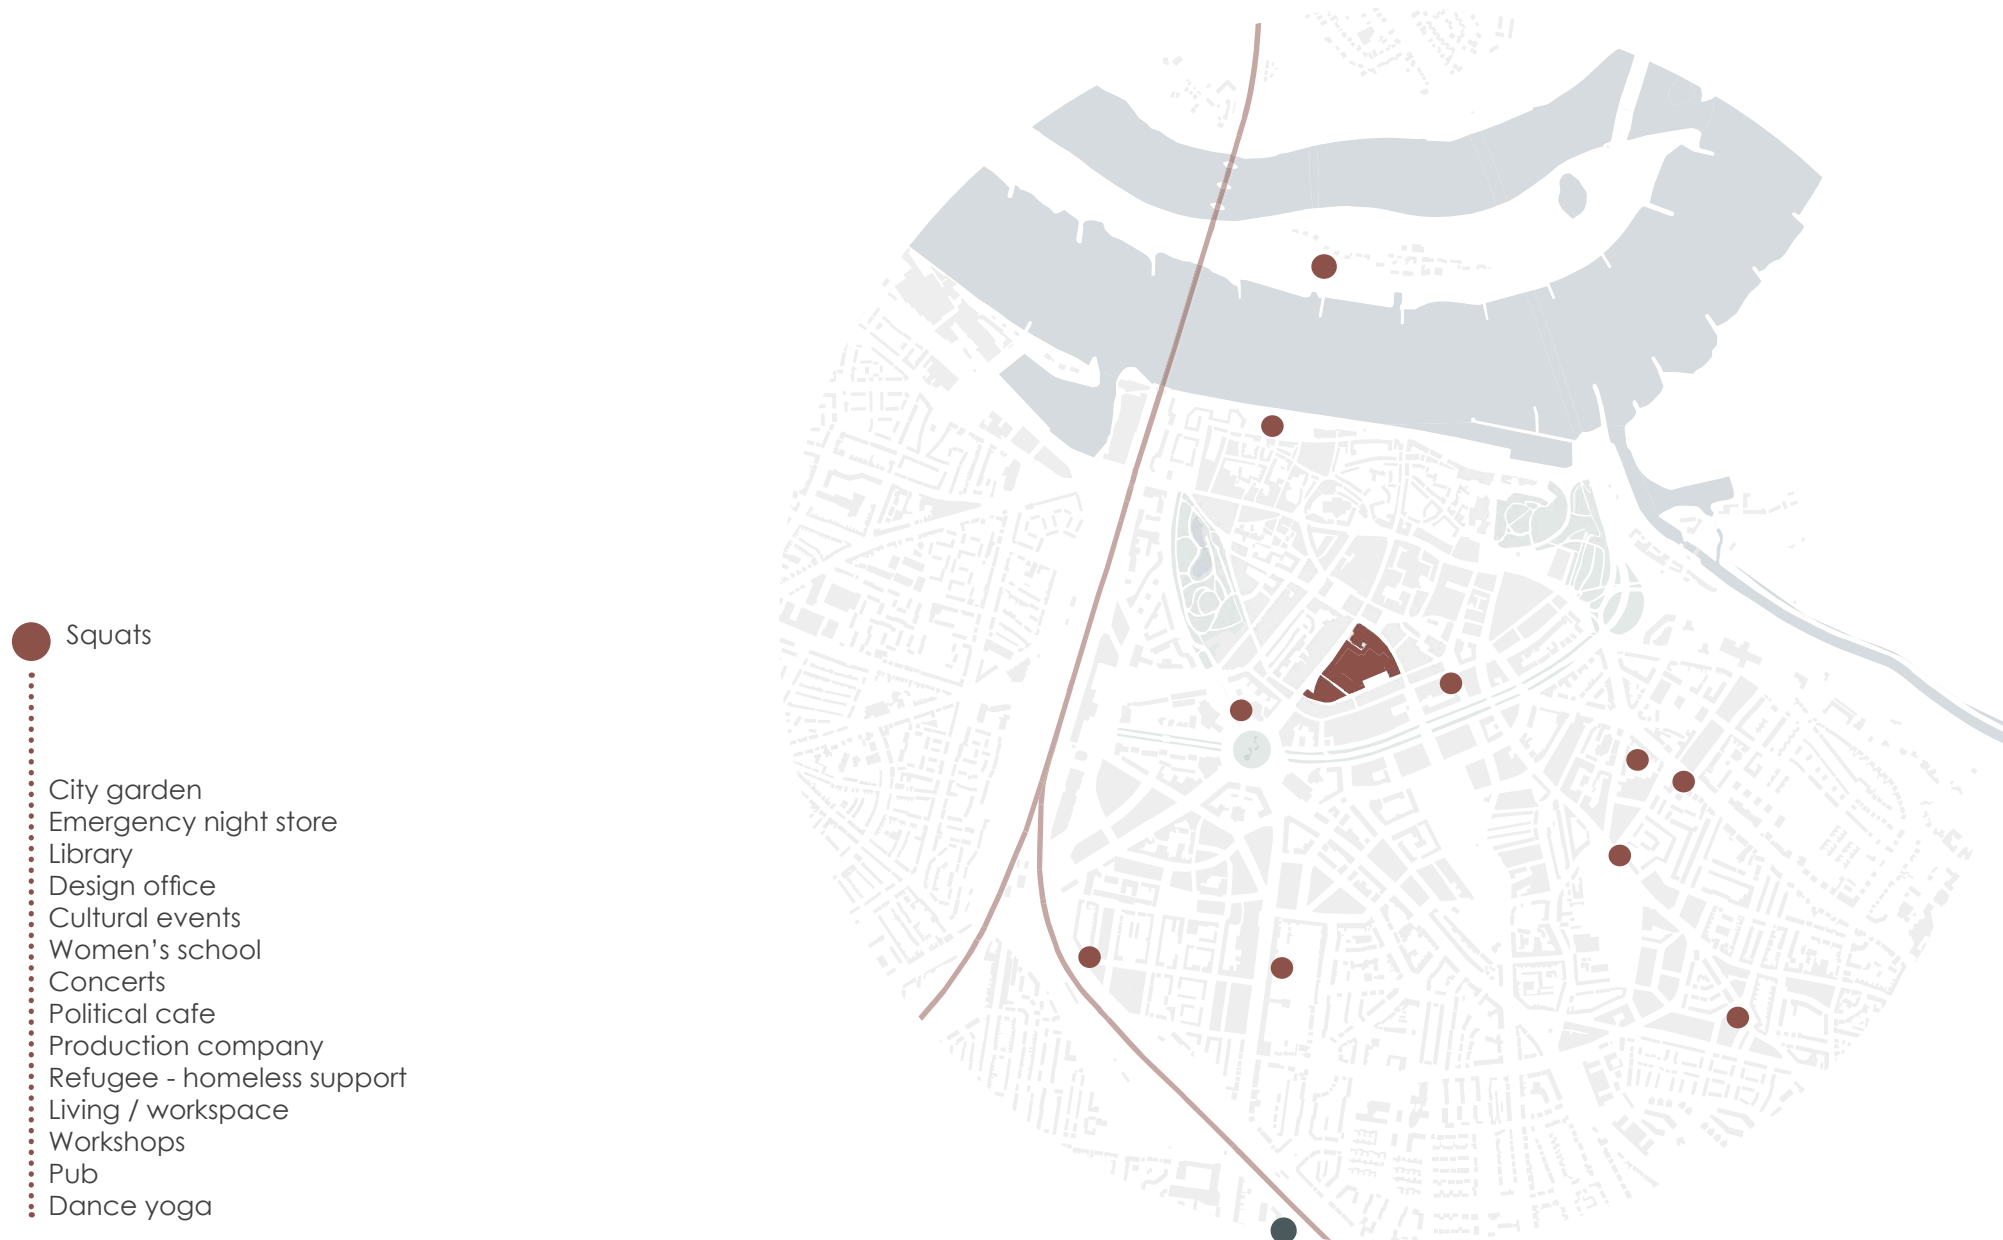 Squats
City garden
Emergency night store
Library
Design office
Cultural events
Women’s school
Concerts
Political cafe
Production company
Refugee - homeless support
Living / workspace
Workshops
Pub
Dance yoga